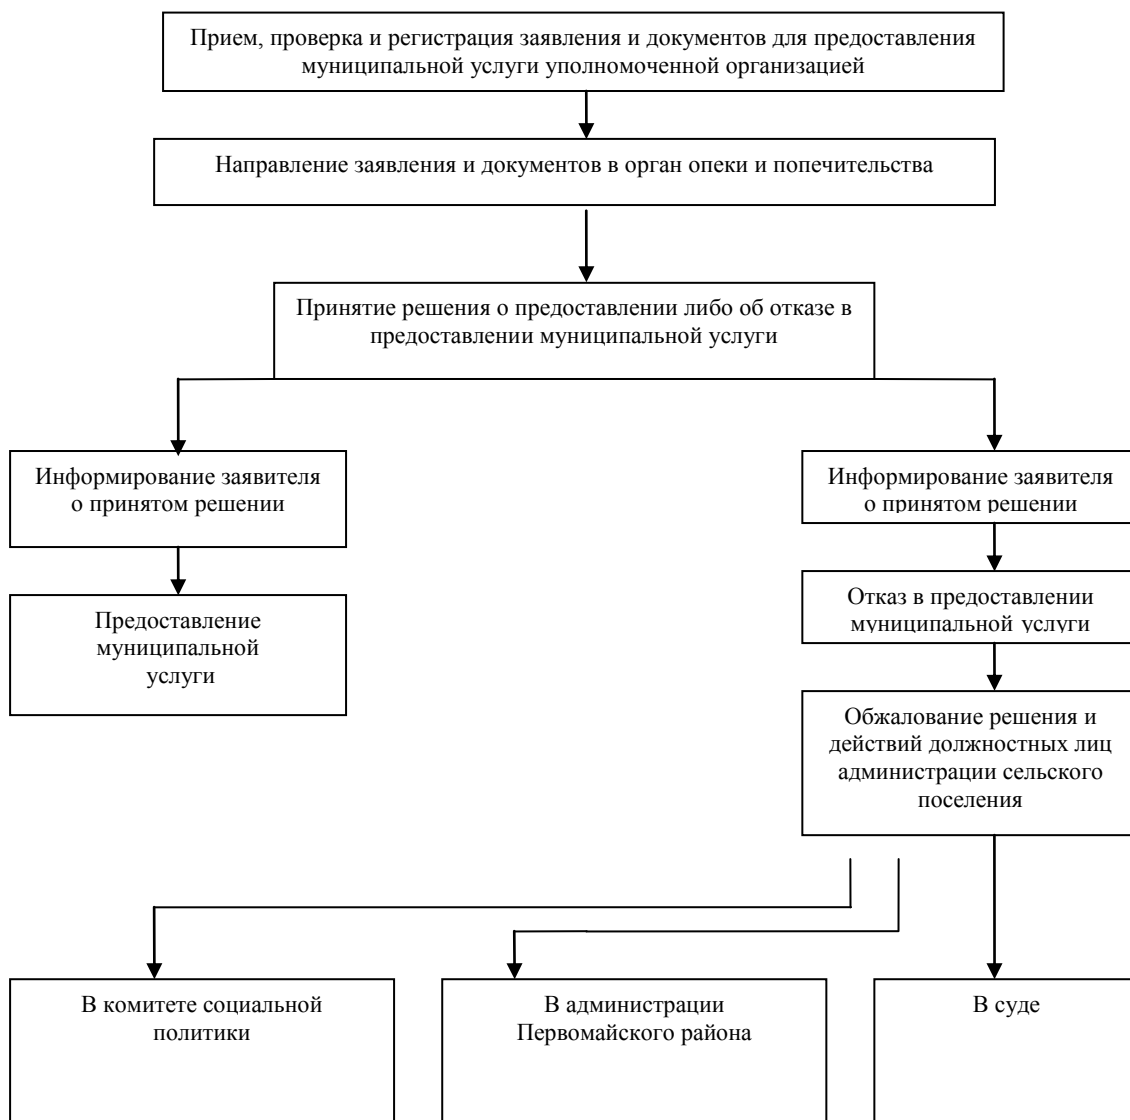 Прием, проверка и регистрация заявления и документов для предоставления
муниципальной услуги уполномоченной организацией
Направление заявления и документов в орган опеки и попечительства
Принятие решения о предоставлении либо об отказе в
предоставлении муниципальной услуги
Информирование заявителя
о принятом решении
Информирование заявителя
о принятом решении
Предоставление
муниципальной
услуги
Отказ в предоставлении
муниципальной услуги
Обжалование решения и
действий должностных лиц
администрации сельского
поселения
В комитете социальной
политики
В администрации
Первомайского района
В суде